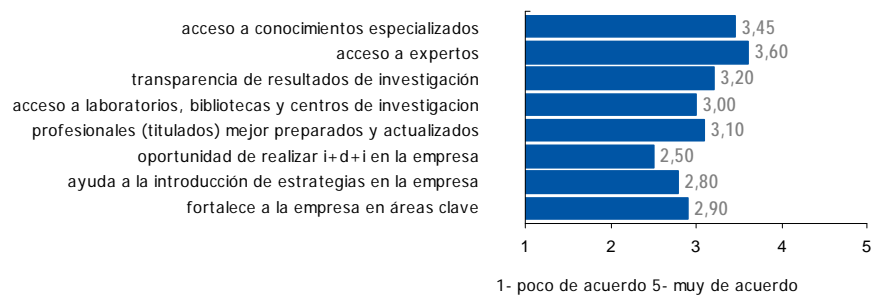 acceso a conocimientos especializados 3,45
acceso a expertos 3,60
transparencia de resultados de investigación 3,20
acceso a laboratorios, bibliotecas y centros de investigacion 3,00
profesionales (titulados) mejor preparados y actualizados 3,10
oportunidad de realizar i+d+i en la empresa 2,50
ayuda a la introducción de estrategias en la empresa 2,80
fortalece a la empresa en áreas clave 2,90
1 2 3 4 5
1- poco de acuerdo 5- muy de acuerdo